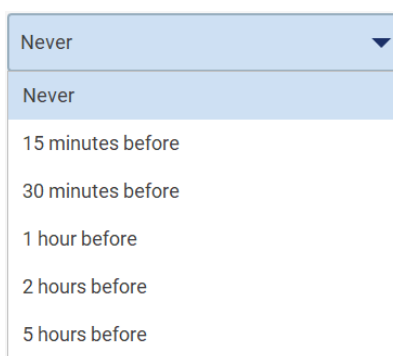 Never
Never
15 minutes before
30 minutes before
1 hour before
2 hours before
5 hours before